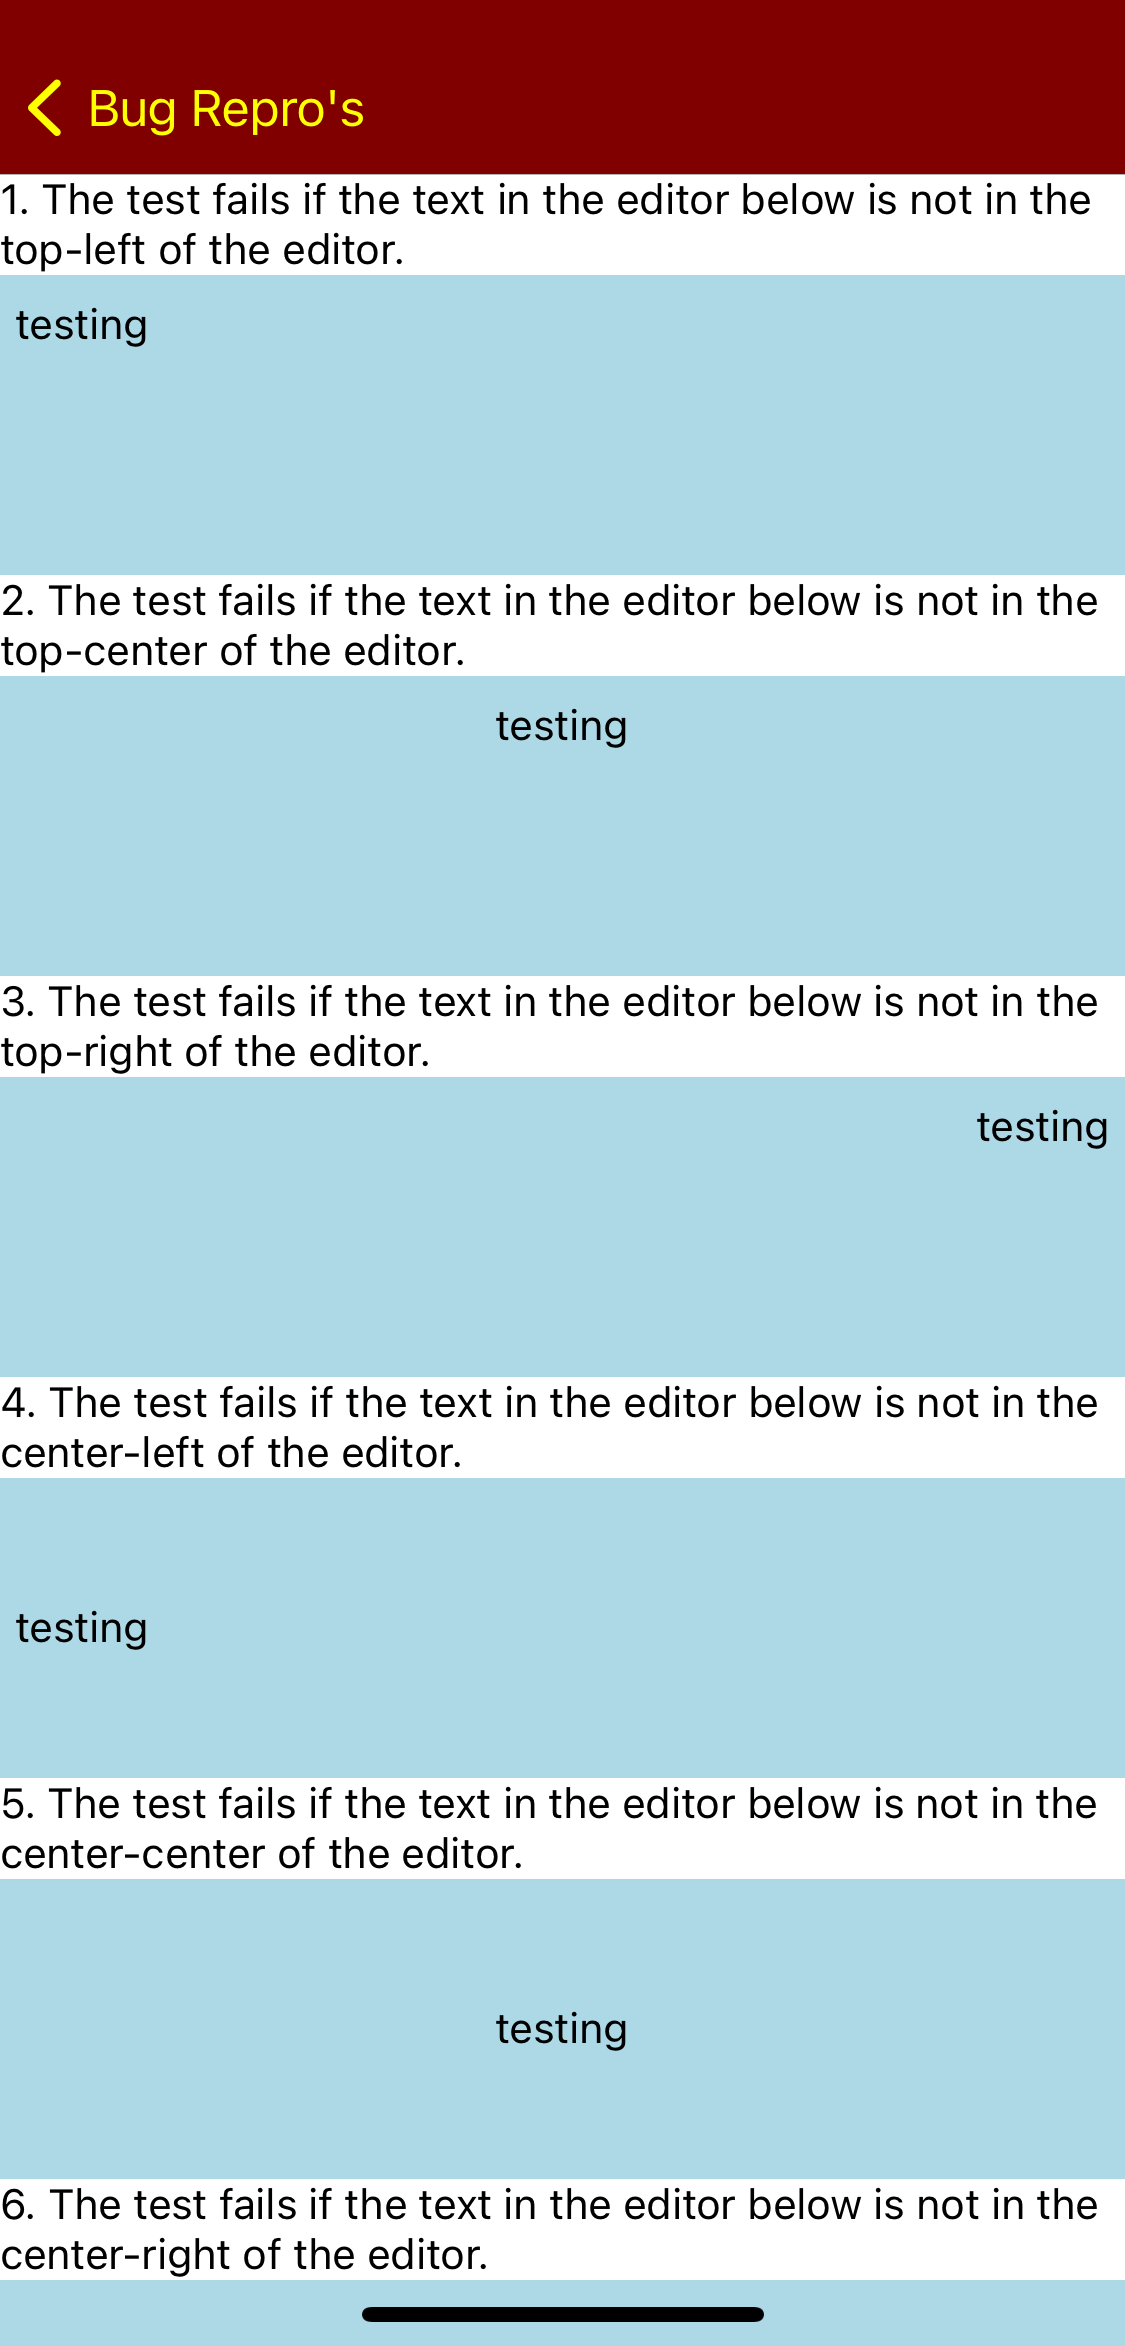 Bug Repro's
1. The test fails if the text in the editor below is not in the
top-left of the editor.
testing
2. The test fails if the text in the editor below is not in the
top-center of the editor.
testing
3. The test fails if the text in the editor below is not in the
top-right of the editor.
testing
4. The test fails if the text in the editor below is not in the
center-left of the editor.
testing
5. The test fails if the text in the editor below is not in the
center-center of the editor.
testing
6. The test fails if the text in the editor below is not in the
center-right of the editor.